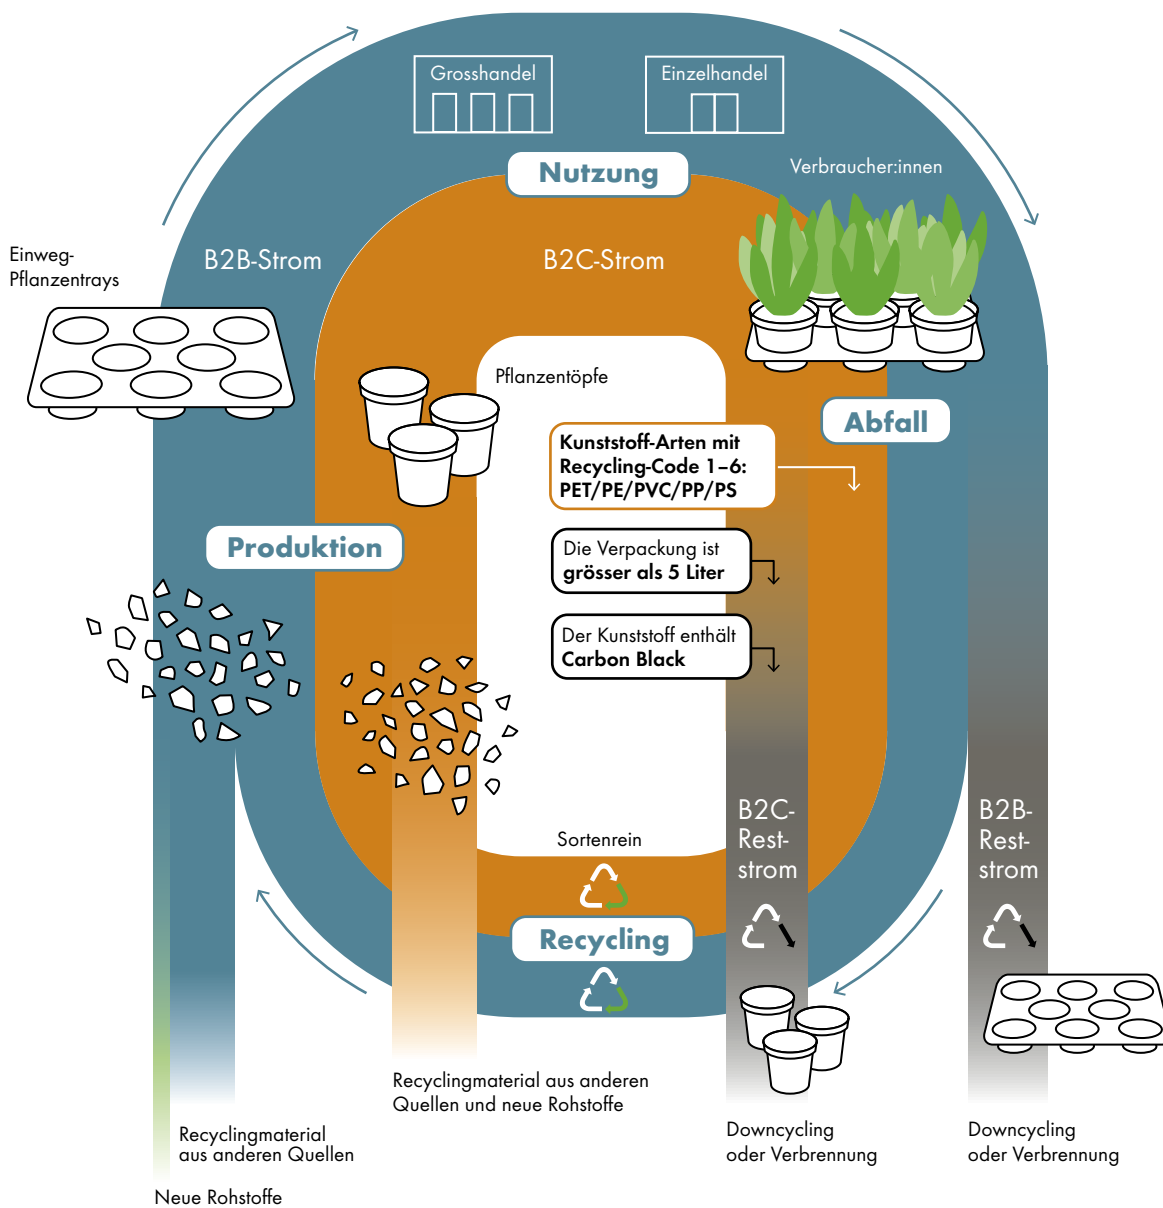 Grosshandel
Einzelhandel
Nutzung
Verbraucher:innen
Einweg-
Pflanzentrays
B2B-Strom
B2C-Strom
Pflanzentöpfe
Abfall
Kunststoff-Arten mit
Recycling-Code 1–6:
PET/PE/PVC/PP/PS
Produktion
Die Verpackung ist
grösser als 5 Liter
Der Kunststoff enthält
Carbon Black
B2C-
Rest-
strom
B2B-
Rest-
strom
Sortenrein
Recycling
Recyclingmaterial aus anderen
Quellen und neue Rohstoffe
Recyclingmaterial
aus anderen Quellen
Neue Rohstoffe
Downcycling
oder Verbrennung
Downcycling
oder Verbrennung